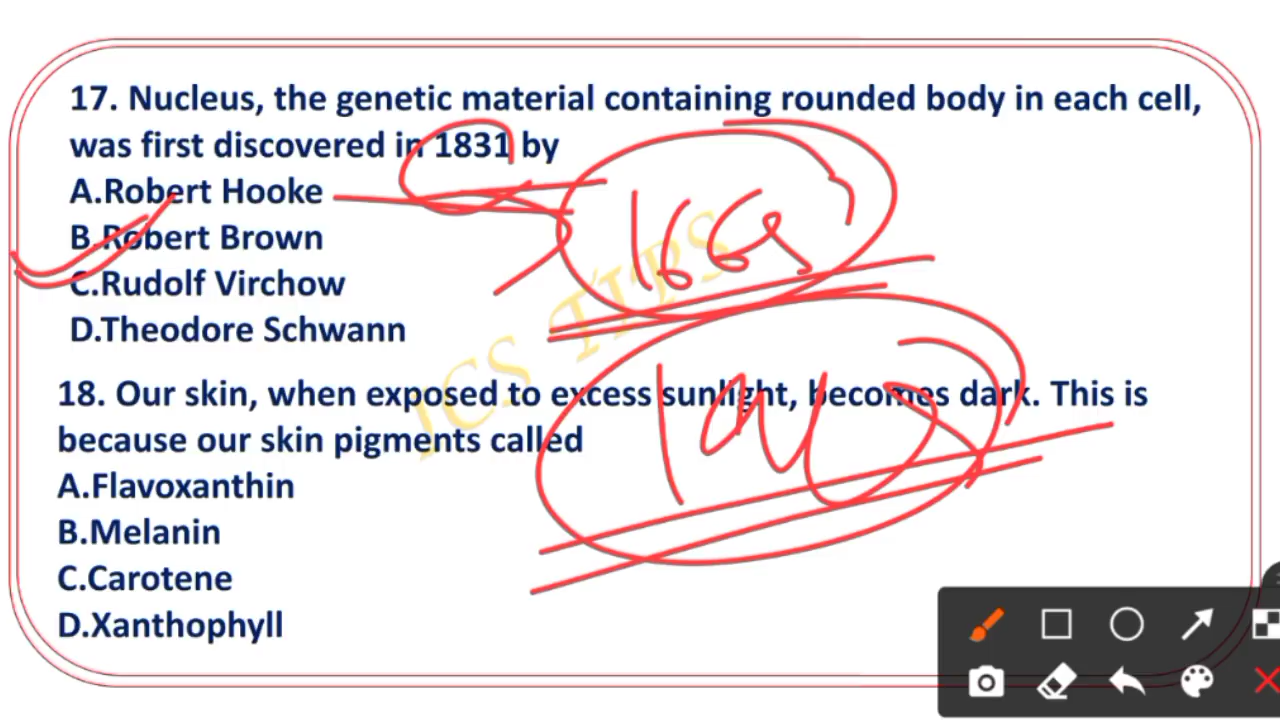 17. Nucleus, the genetic material containing rounded body in each cell,
was first discovered in 1831 by
A.Robert Hooke
B.Robert Brown
C.Rudolf Virchow
D.Theodore Schwann
1665
ICS TIPS
18. Our skin, when exposed to excess sunlight, becomes dark. This is
because our skin pigments called
A.Flavoxanthin
B.Melanin
C.Carotene
D.Xanthophyll